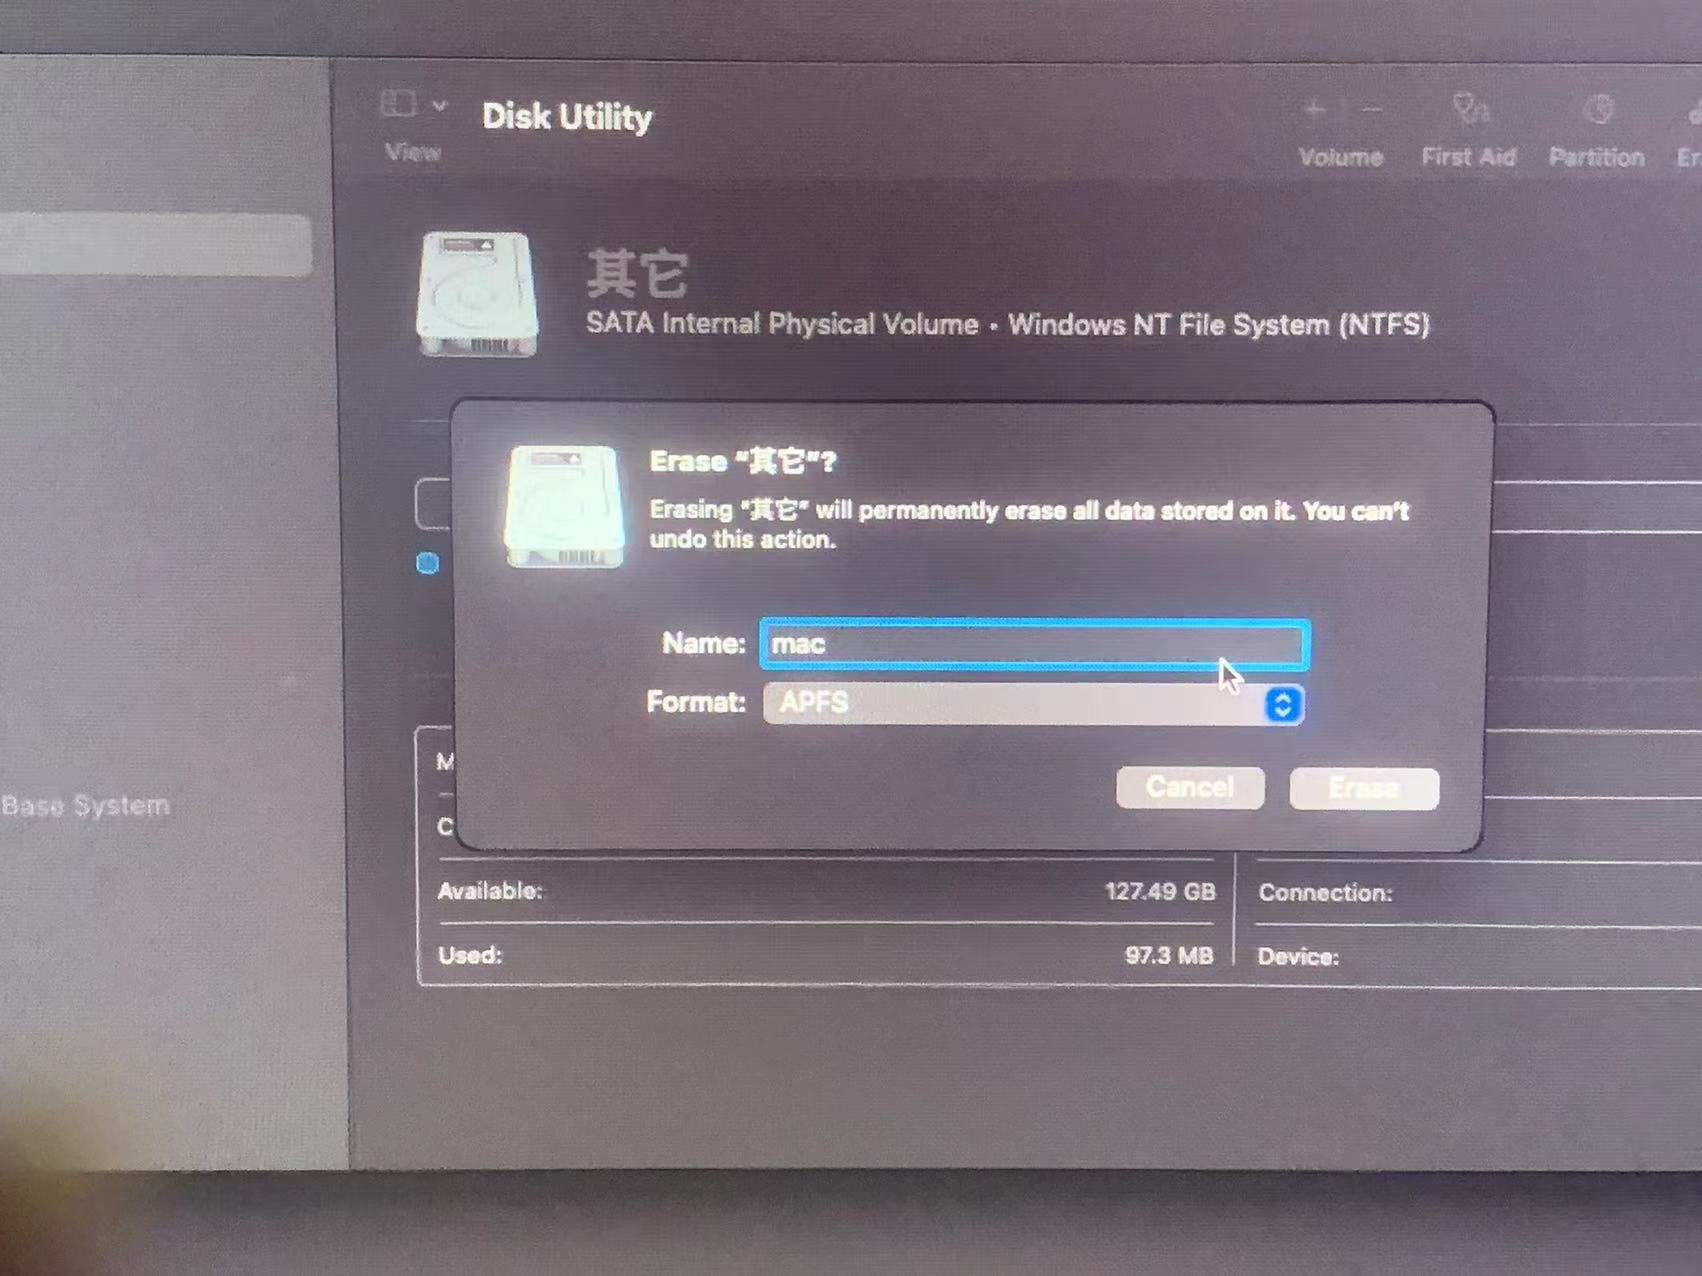 Disk Utility
View
Volume
First Aid
Partition
其它
SATA Internal Physical Volume • Windows NT File System (NTFS)
Erase “其它”?
Erasing “其它” will permanently erase all data stored on it. You can’t
undo this action.
Name: mac
Format: APFS
Cancel
Erase
Base System
Available: 127.49 GB
Connection:
Used: 97.3 MB
Device: